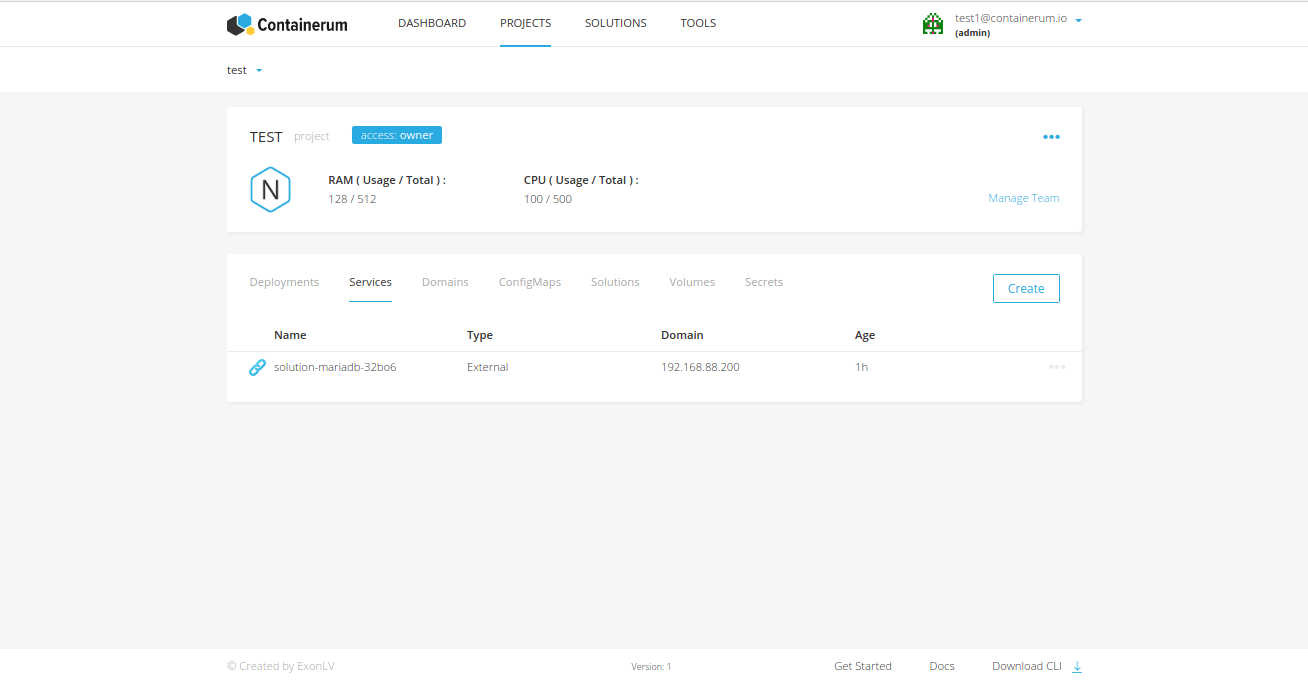 Containerum DASHBOARD PROJECTS SOLUTIONS TOOLS test1@containerum.io
(admin)
test
TEST project access: owner
N RAM ( Usage / Total ) : CPU ( Usage / Total ) :
128 / 512 100 / 500
Manage Team
Deployments Services Domains ConfigMaps Solutions Volumes Secrets
Create
Name Type Domain Age
solution-mariadb-32bo6 External 192.168.88.200 1h
© Created by ExonLV Version: 1 Get Started Docs Download CLI